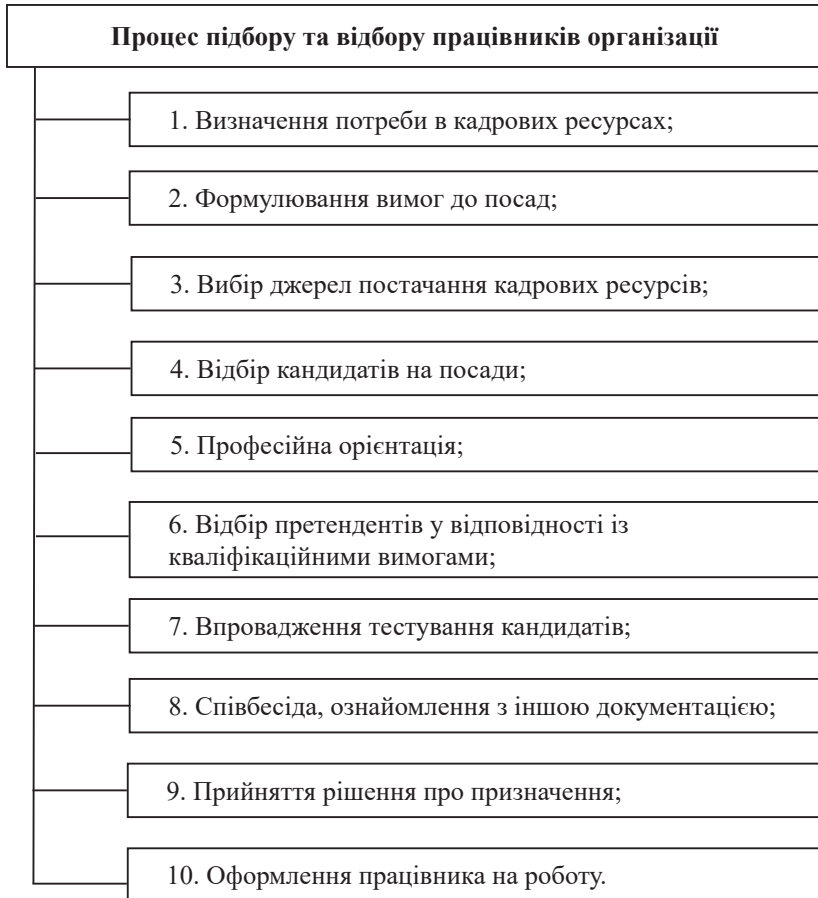 Процес підбору та відбору працівників організації
1. Визначення потреби в кадрових ресурсах;
2. Формулювання вимог до посад;
3. Вибір джерел постачання кадрових ресурсів;
4. Відбір кандидатів на посади;
5. Професійна орієнтація;
6. Відбір претендентів у відповідності із
кваліфікаційними вимогами;
7. Впровадження тестування кандидатів;
8. Співбесіда, ознайомлення з іншою документацією;
9. Прийняття рішення про призначення;
10. Оформлення працівника на роботу.